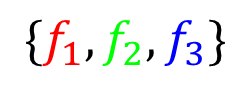 {f₁, f₂, f₃}